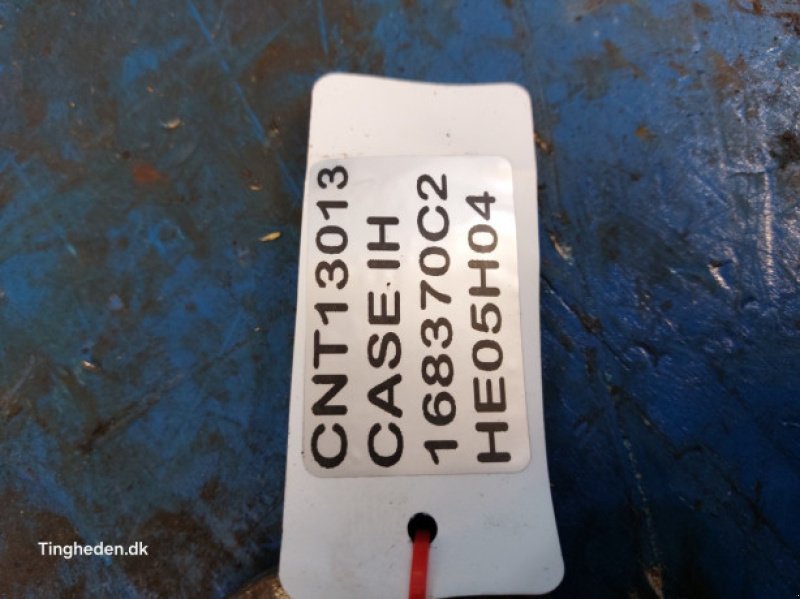 CNT13013
CASE IH
168370C2
HE05H04
Tingheden.dk